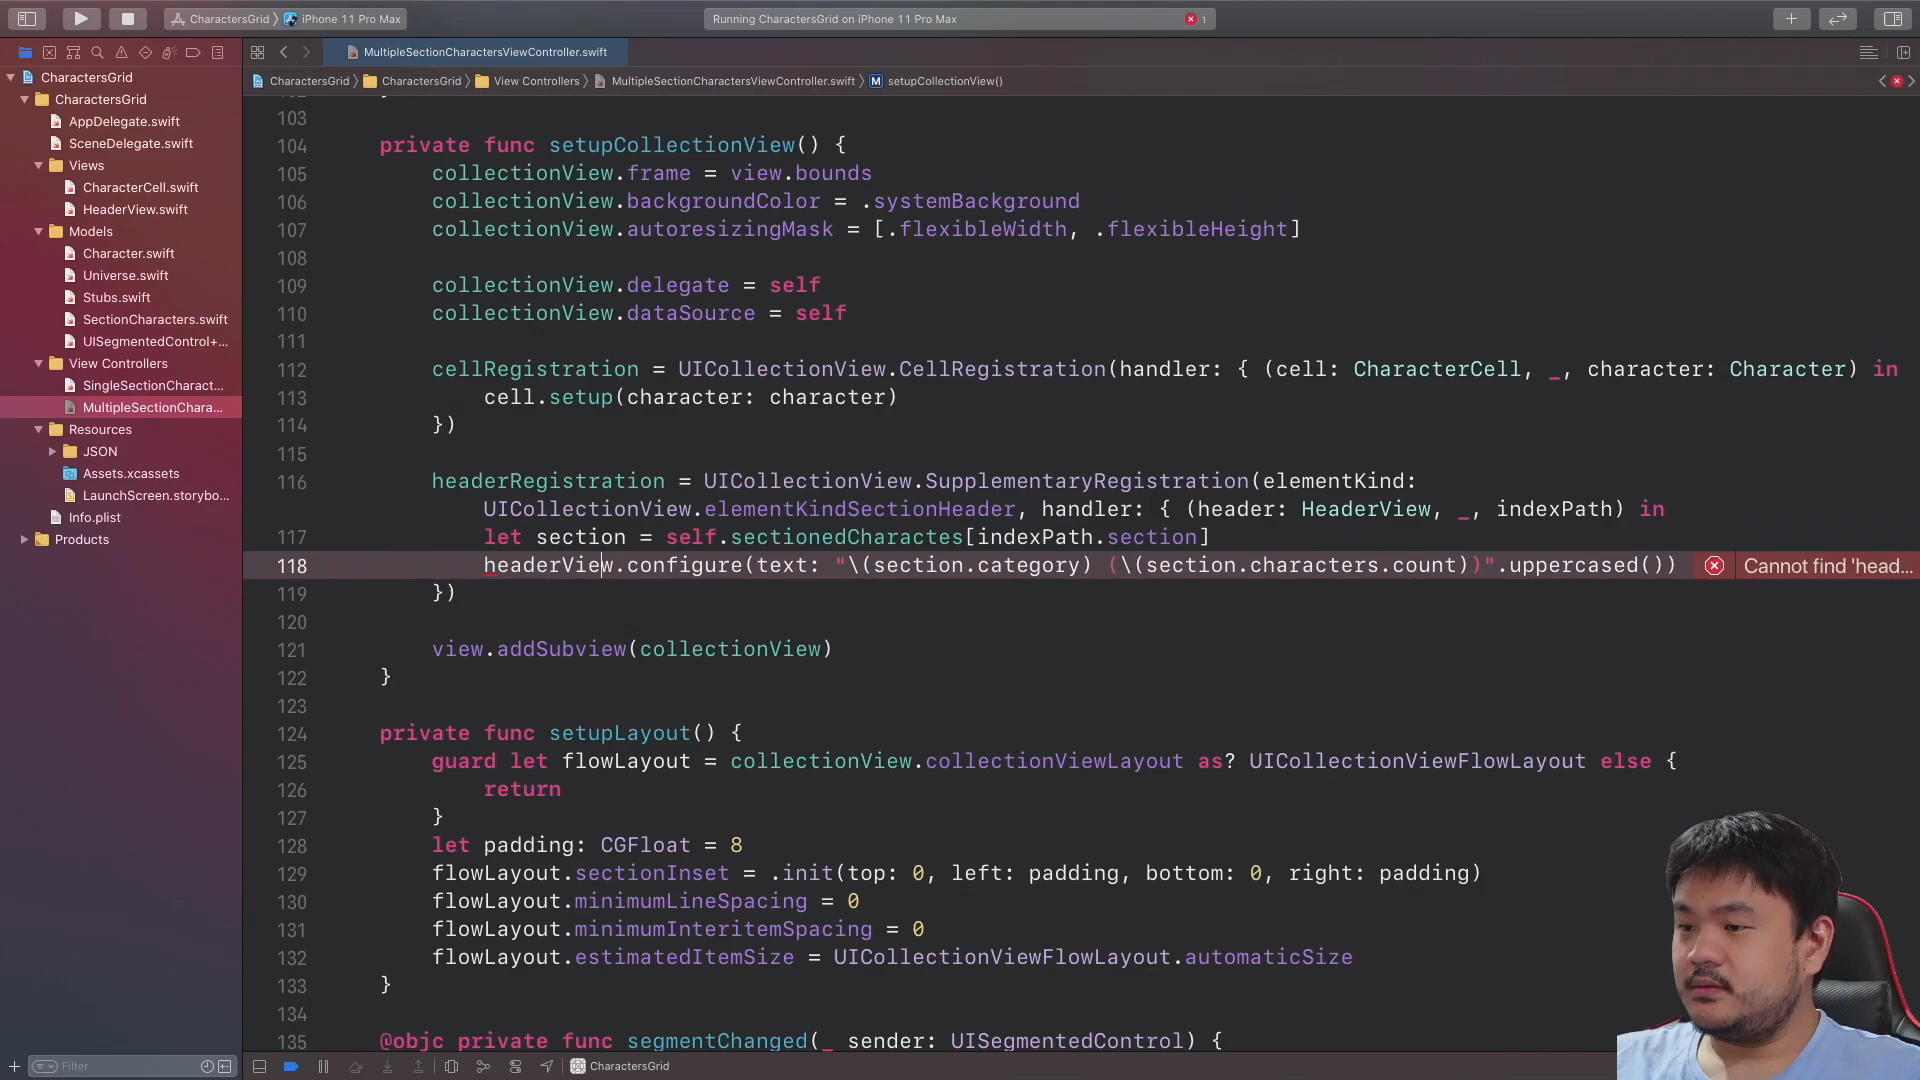 CharactersGrid
iPhone 11 Pro Max
Running CharactersGrid on iPhone 11 Pro Max
1
MultipleSectionCharactersViewController.swift
CharactersGrid
CharactersGrid
View Controllers
MultipleSectionCharactersViewController.swift
M
setupCollectionView()
CharactersGrid
CharactersGrid
AppDelegate.swift
SceneDelegate.swift
Views
CharacterCell.swift
HeaderView.swift
Models
Character.swift
Universe.swift
Stubs.swift
SectionCharacters.swift
UISegmentedControl+...
View Controllers
SingleSectionCharact...
MultipleSectionChara...
Resources
JSON
Assets.xcassets
LaunchScreen.storybo...
Info.plist
Products
Filter
103
104 private func setupCollectionView() {
105 collectionView.frame = view.bounds
106 collectionView.backgroundColor = .systemBackground
107 collectionView.autoresizingMask = [.flexibleWidth, .flexibleHeight]
108
109 collectionView.delegate = self
110 collectionView.dataSource = self
111
112 cellRegistration = UICollectionView.CellRegistration(handler: { (cell: CharacterCell, _, character: Character) in
113 cell.setup(character: character)
114 })
115
116 headerRegistration = UICollectionView.SupplementaryRegistration(elementKind:
UICollectionView.elementKindSectionHeader, handler: { (header: HeaderView, _, indexPath) in
117 let section = self.sectionedCharactes[indexPath.section]
118 headerView.configure(text: "\(section.category) (\(section.characters.count))".uppercased()) Cannot find 'head...
119 })
120
121 view.addSubview(collectionView)
122 }
123
124 private func setupLayout() {
125 guard let flowLayout = collectionView.collectionViewLayout as? UICollectionViewFlowLayout else {
126 return
127 }
128 let padding: CGFloat = 8
129 flowLayout.sectionInset = .init(top: 0, left: padding, bottom: 0, right: padding)
130 flowLayout.minimumLineSpacing = 0
131 flowLayout.minimumInteritemSpacing = 0
132 flowLayout.estimatedItemSize = UICollectionViewFlowLayout.automaticSize
133 }
134
135 @objc private func segmentChanged(_ sender: UISegmentedControl) {
CharactersGrid